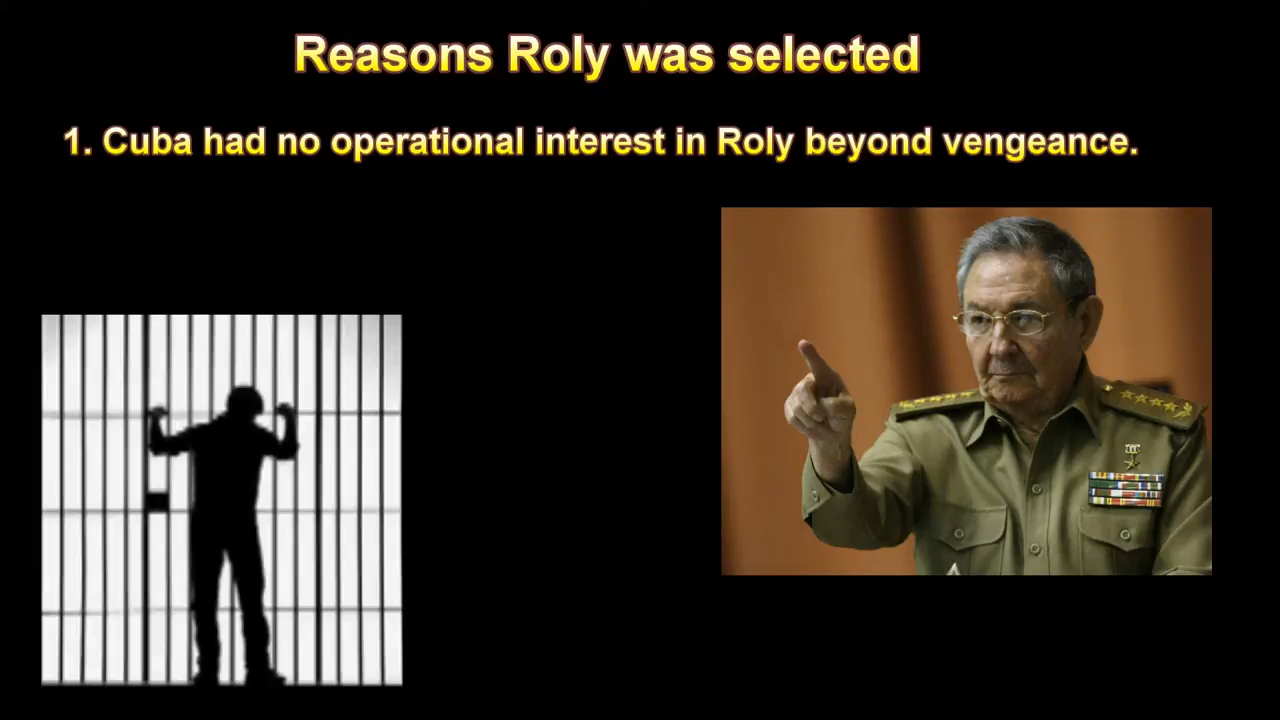 Reasons Roly was selected
1. Cuba had no operational interest in Roly beyond vengeance.